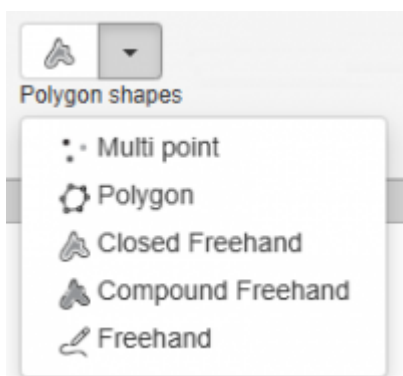 Polygon shapes
Multi point
Polygon
Closed Freehand
Compound Freehand
Freehand